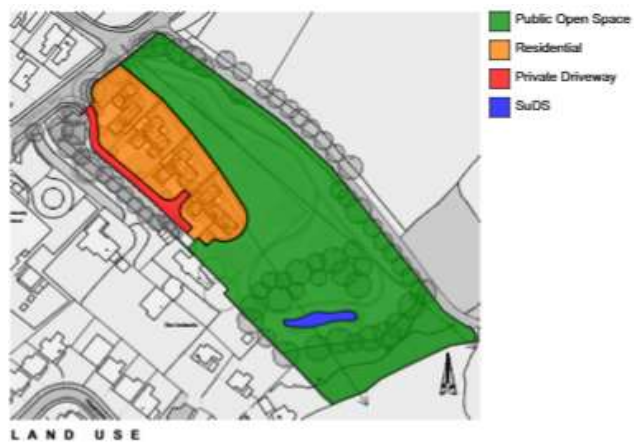 Public Open Space
Residential
Private Driveway
SuDS
LAND USE